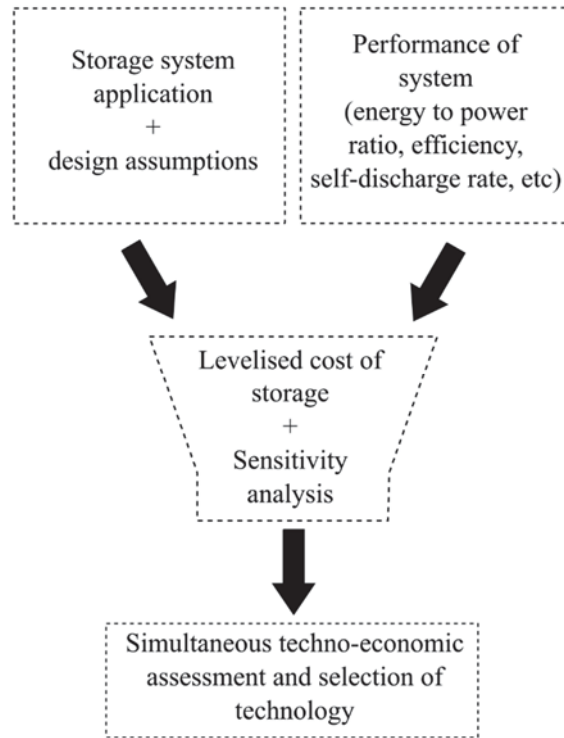 Storage system
application
+
design assumptions
Performance of
system
(energy to power
ratio, efficiency,
self-discharge rate, etc)
Levelised cost of
storage
+
Sensitivity
analysis
Simultaneous techno-economic
assessment and selection of
technology